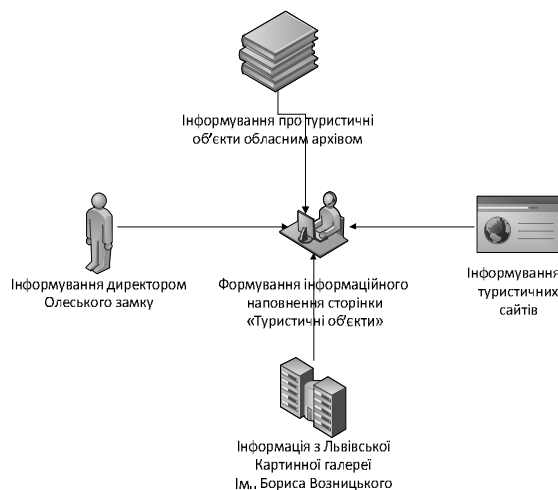 Інформування про туристичні
об'єкти обласним архівом
Інформування директором
Олеського замку
Формування інформаційного
наповнення сторінки
«Туристичні об'єкти»
Інформування
туристичних
сайтів
Інформація з Львівської
Картинної галереї
Ім.. Бориса Возницького